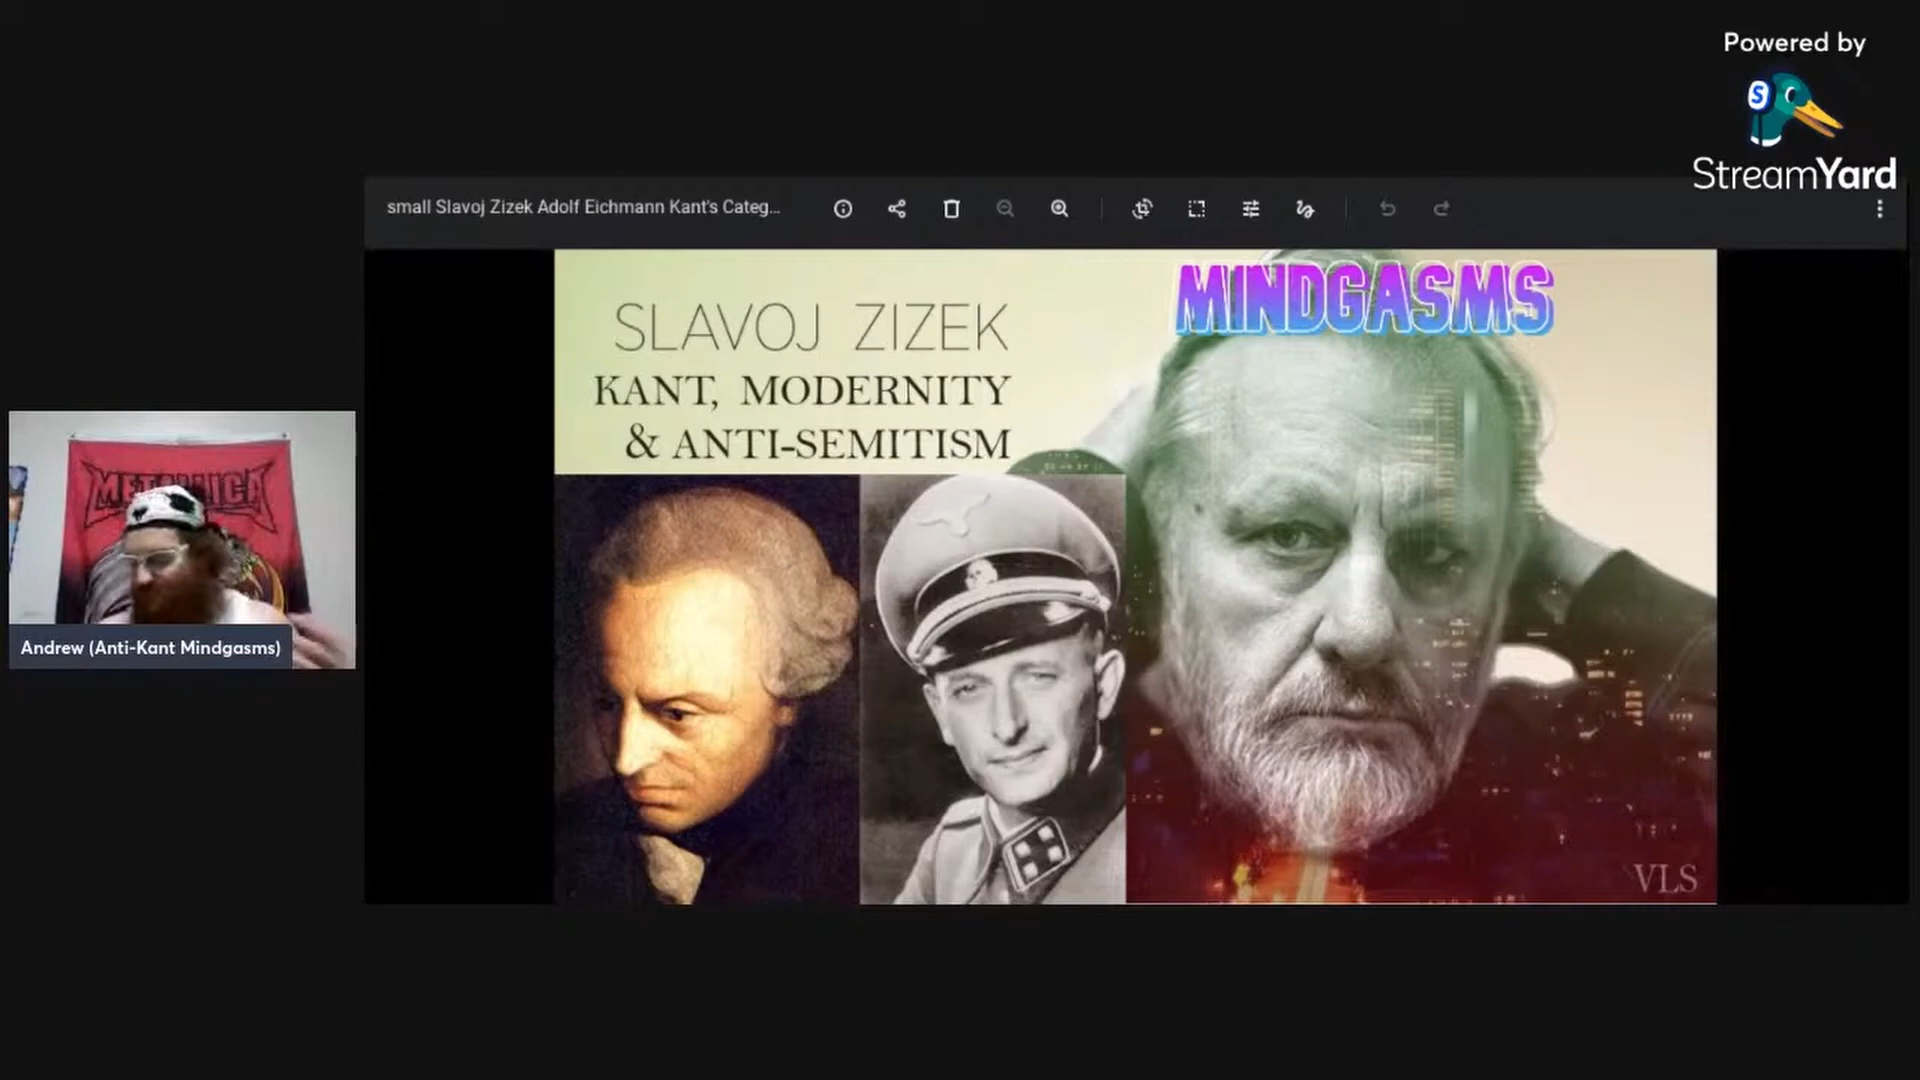 Powered by
S
StreamYard
small Slavoj Zizek Adolf Eichmann Kant's Categ...
MINDGASMS
SLAVOJ ZIZEK
KANT, MODERNITY
& ANTI-SEMITISM
METALLICA
Andrew (Anti-Kant Mindgasms)
VLS